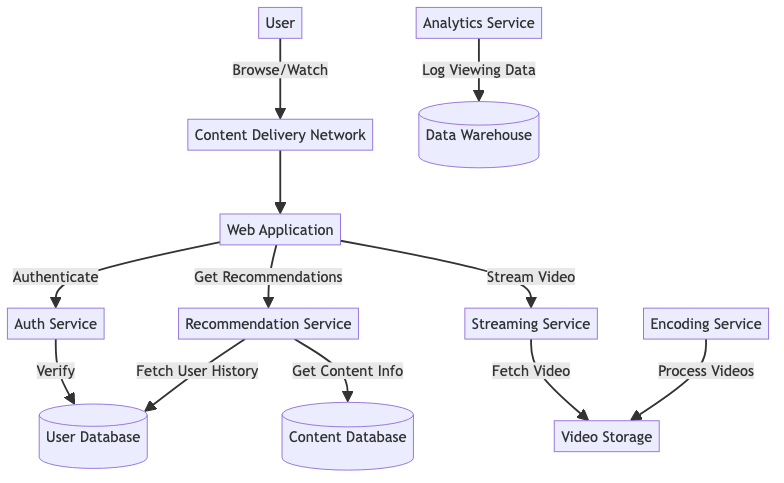 User
Analytics Service
Browse/Watch
Log Viewing Data
Content Delivery Network
Data Warehouse
Web Application
Authenticate
Get Recommendations
Stream Video
Auth Service
Recommendation Service
Streaming Service
Encoding Service
Verify
Fetch User History
Get Content Info
Fetch Video
Process Videos
User Database
Content Database
Video Storage